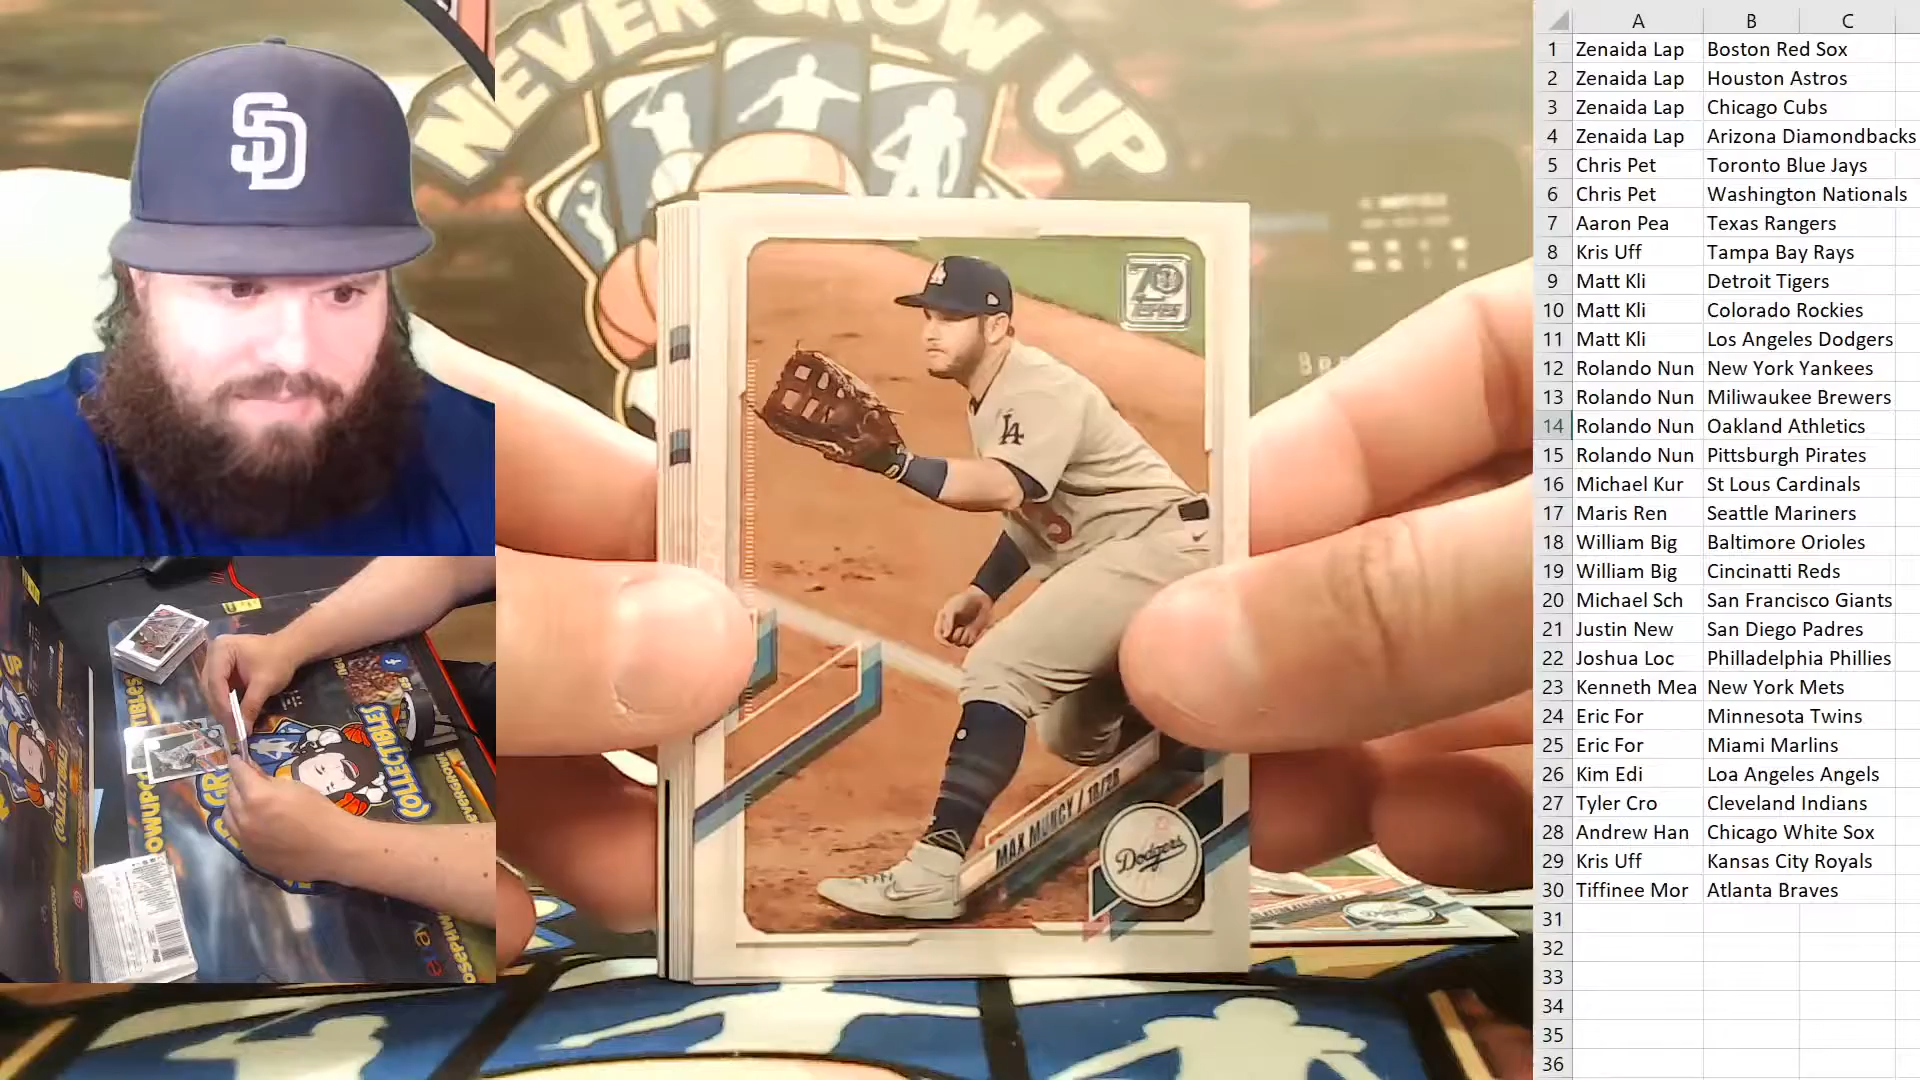 NEVER GROW UP
SD
70
TOPPS
LA
LA
MAX MUNCY / 1B/2B
Dodgers
COLLECTIBLES
A B C
1 Zenaida Lap Boston Red Sox
2 Zenaida Lap Houston Astros
3 Zenaida Lap Chicago Cubs
4 Zenaida Lap Arizona Diamondbacks
5 Chris Pet Toronto Blue Jays
6 Chris Pet Washington Nationals
7 Aaron Pea Texas Rangers
8 Kris Uff Tampa Bay Rays
9 Matt Kli Detroit Tigers
10 Matt Kli Colorado Rockies
11 Matt Kli Los Angeles Dodgers
12 Rolando Nun New York Yankees
13 Rolando Nun Miliwaukee Brewers
14 Rolando Nun Oakland Athletics
15 Rolando Nun Pittsburgh Pirates
16 Michael Kur St Lous Cardinals
17 Maris Ren Seattle Mariners
18 William Big Baltimore Orioles
19 William Big Cincinatti Reds
20 Michael Sch San Francisco Giants
21 Justin New San Diego Padres
22 Joshua Loc Philladelphia Phillies
23 Kenneth Mea New York Mets
24 Eric For Minnesota Twins
25 Eric For Miami Marlins
26 Kim Edi Loa Angeles Angels
27 Tyler Cro Cleveland Indians
28 Andrew Han Chicago White Sox
29 Kris Uff Kansas City Royals
30 Tiffinee Mor Atlanta Braves
31
32
33
34
35
36